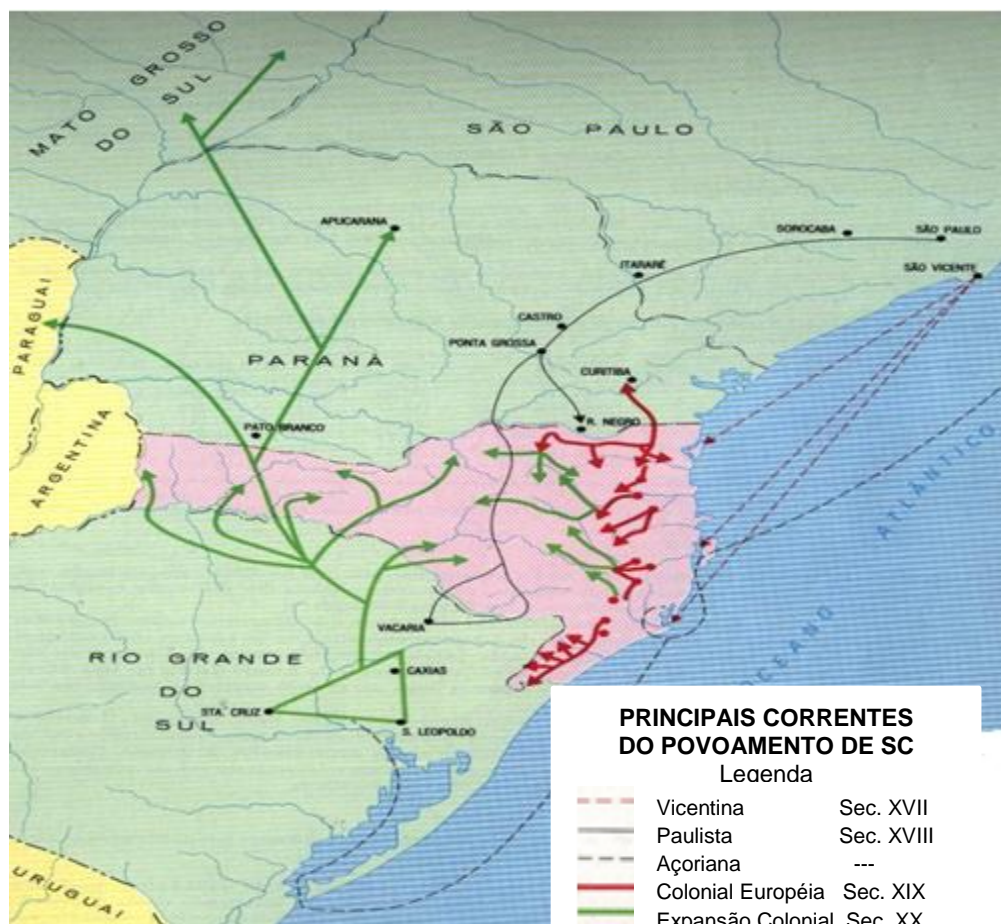 MATO GROSSO
DO SUL
SÃO PAULO
APUCARANA
SOROCABA
SÃO PAULO
ITARARÉ
SÃO VICENTE
PARAGUAI
CASTRO
PONTA GROSSA
PARANÁ
CURITIBA
PATO BRANCO
R. NEGRO
ARGENTINA
OCEANO ATLÂNTICO
VACARIA
RIO GRANDE
DO
SUL
CAXIAS
STA. CRUZ
S. LEOPOLDO
URUGUAI
PRINCIPAIS CORRENTES
DO POVOAMENTO DE SC
Legenda
Vicentina Sec. XVII
Paulista Sec. XVIII
Açoriana ---
Colonial Européia Sec. XIX
Expansão Colonial Sec. XX